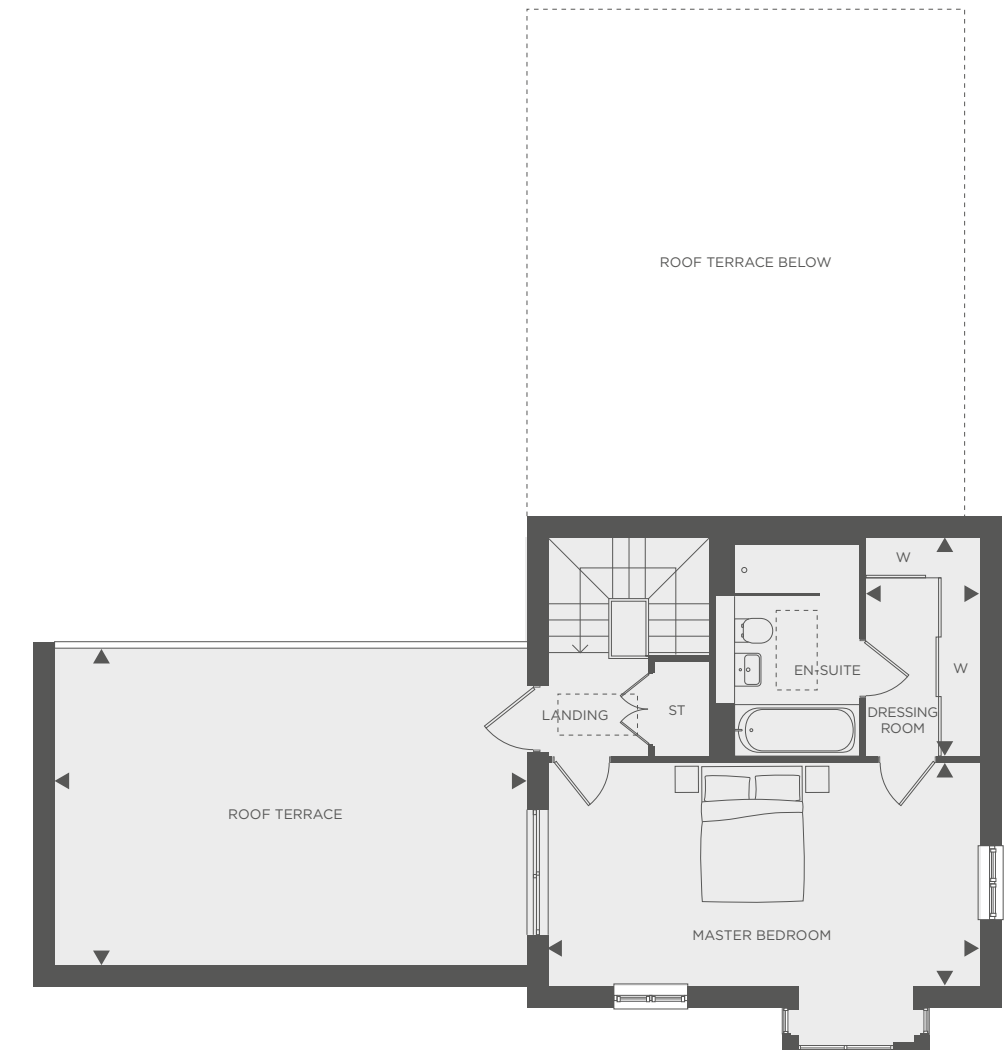 ROOF TERRACE BELOW
W
EN-SUITE
W
LANDING
ST
DRESSING
ROOM
ROOF TERRACE
MASTER BEDROOM